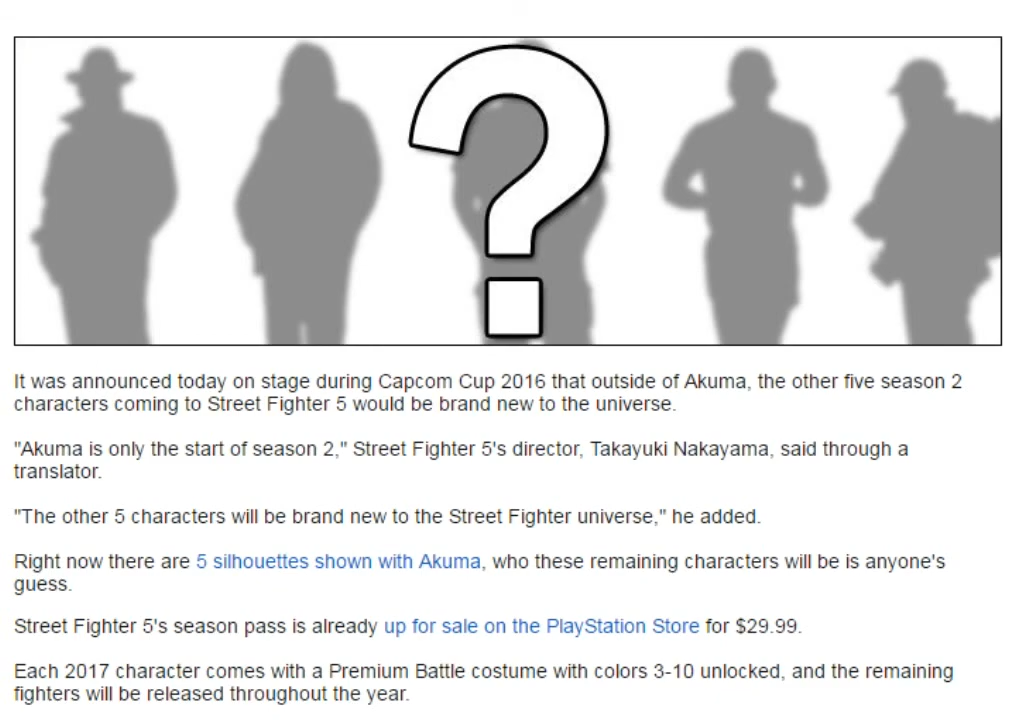 ?
It was announced today on stage during Capcom Cup 2016 that outside of Akuma, the other five season 2
characters coming to Street Fighter 5 would be brand new to the universe.
"Akuma is only the start of season 2," Street Fighter 5's director, Takayuki Nakayama, said through a
translator.
"The other 5 characters will be brand new to the Street Fighter universe," he added.
Right now there are 5 silhouettes shown with Akuma, who these remaining characters will be is anyone's
guess.
Street Fighter 5's season pass is already up for sale on the PlayStation Store for $29.99.
Each 2017 character comes with a Premium Battle costume with colors 3-10 unlocked, and the remaining
fighters will be released throughout the year.